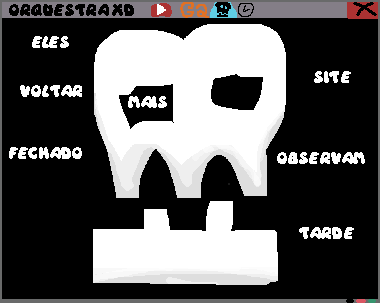 ORQUESTRAXD
ELES
SITE
VOLTAR
MAIS
FECHADO
OBSERVAM
TARDE